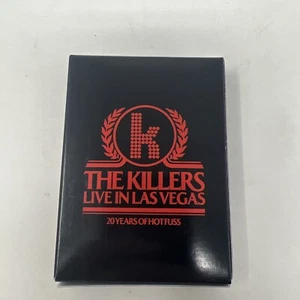 k
THE KILLERS
LIVE IN LAS VEGAS
20 YEARS OF HOT FUSS